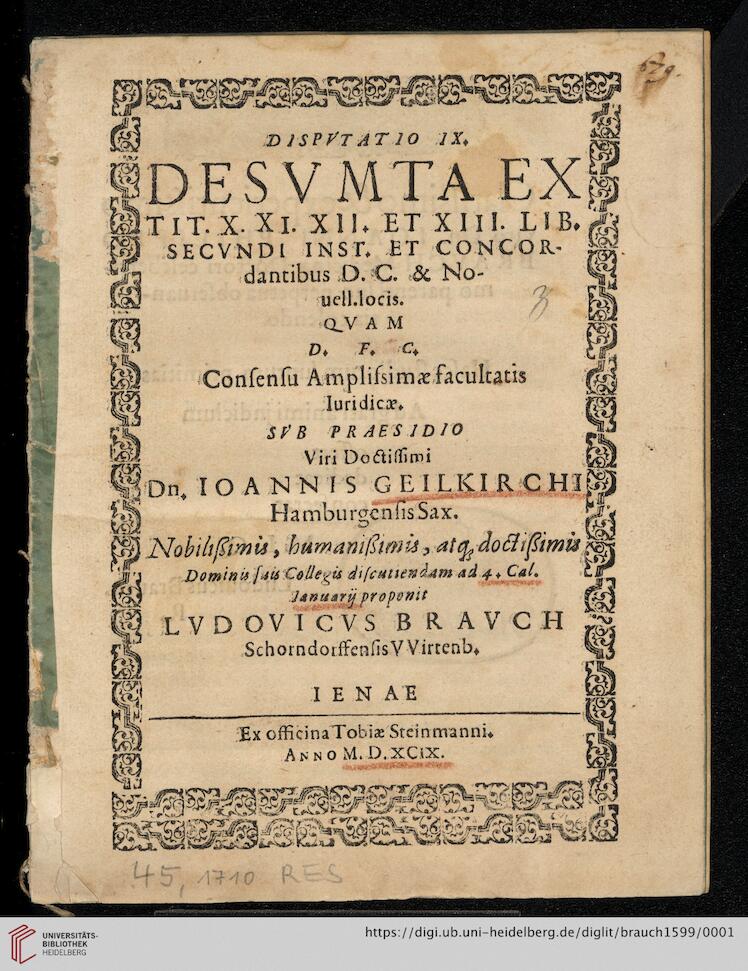 679.
DISPVTATIO IX.
DESVMTA EX
TIT. X. XI. XII. ET XIII. LIB.
SECVNDI INST. ET CONCOR-
dantibus D. C. & No-
uell. locis.
3
QVAM
D. F. C.
Conſenſu Ampliſsimæ facultatis
Iuridicæ.
SVB PRAESIDIO
Viri Doctiſſimi
Dn. IOANNIS GEILKIRCHI
Hamburgenſis Sax.
Nobilißimis, humanißimis, atq; doctißimis
Dominis ſuis Collegis diſcutiendam ad 4. Cal.
Ianuarij proponit
LVDOVICVS BRAVCH
Schorndorffenſis VVirtenb.
IENAE
Ex officina Tobiæ Steinmanni.
ANNO M. D. XCIX.
45, 1710 RES
UNIVERSITÄTS-
BIBLIOTHEK
HEIDELBERG
https://digi.ub.uni-heidelberg.de/diglit/brauch1599/0001